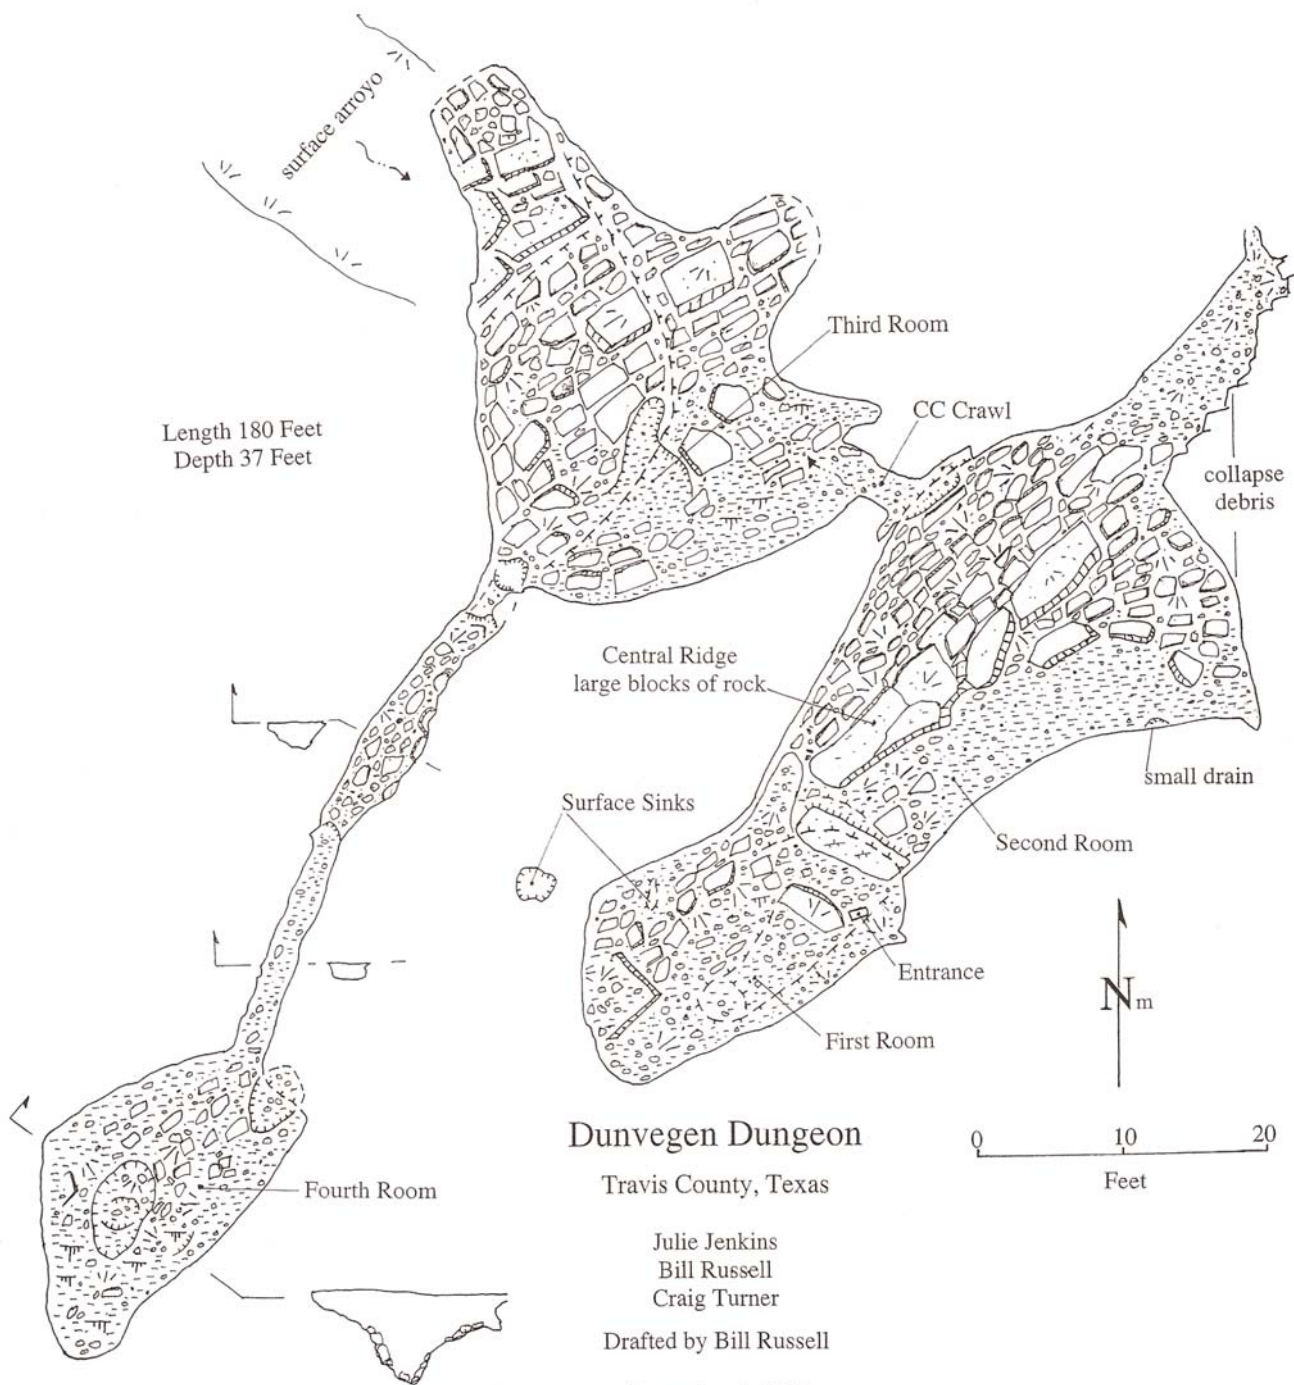 surface arroyo
Third Room
CC Crawl
Length 180 Feet
Depth 37 Feet
collapse
debris
Central Ridge
large blocks of rock
small drain
Surface Sinks
Second Room
Entrance
Nm
First Room
Dunvegen Dungeon
0 10 20
Feet
Travis County, Texas
Fourth Room
Julie Jenkins
Bill Russell
Craig Turner
Drafted by Bill Russell